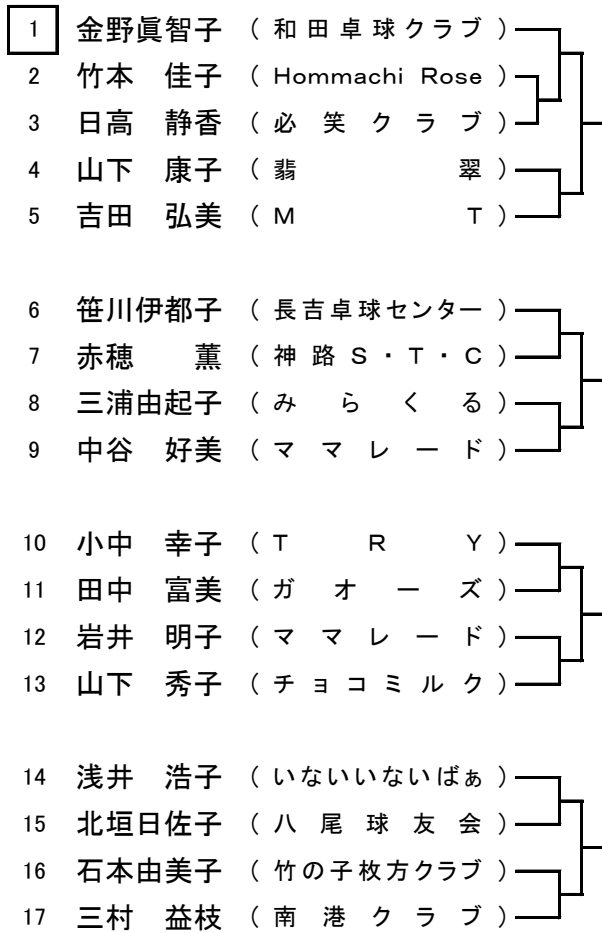 1 金野眞智子 (和田卓球クラブ)
2 竹本 佳子 (Hommachi Rose)
3 日高 静香 (必笑クラブ)
4 山下 康子 (翡翠)
5 吉田 弘美 (MT)
6 笹川伊都子 (長吉卓球センター)
7 赤穂 薫 (神路S・T・C)
8 三浦由起子 (みらくる)
9 中谷 好美 (ママレード)
10 小中 幸子 (TRY)
11 田中 富美 (ガオーズ)
12 岩井 明子 (ママレード)
13 山下 秀子 (チョコミルク)
14 浅井 浩子 (いないいないばぁ)
15 北垣日佐子 (八尾球友会)
16 石本由美子 (竹の子枚方クラブ)
17 三村 益枝 (南港クラブ)